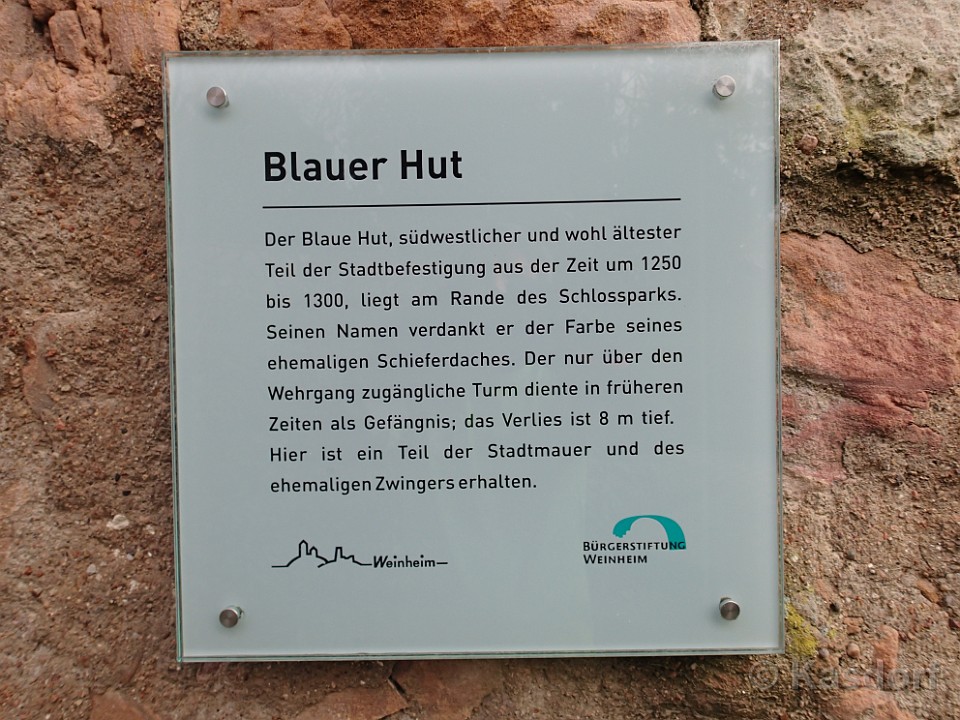 Blauer Hut
Der Blaue Hut, südwestlicher und wohl ältester
Teil der Stadtbefestigung aus der Zeit um 1250
bis 1300, liegt am Rande des Schlossparks.
Seinen Namen verdankt er der Farbe seines
ehemaligen Schieferdaches. Der nur über den
Wehrgang zugängliche Turm diente in früheren
Zeiten als Gefängnis; das Verlies ist 8 m tief.
Hier ist ein Teil der Stadtmauer und des
ehemaligen Zwingers erhalten.
Weinheim
BÜRGERSTIFTUNG
WEINHEIM